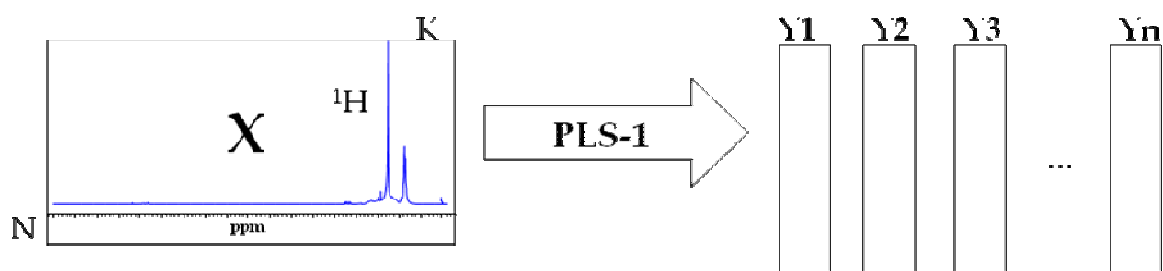 K
Y1 Y2 Y3 Yn
¹H
X
PLS-1
...
N
ppm